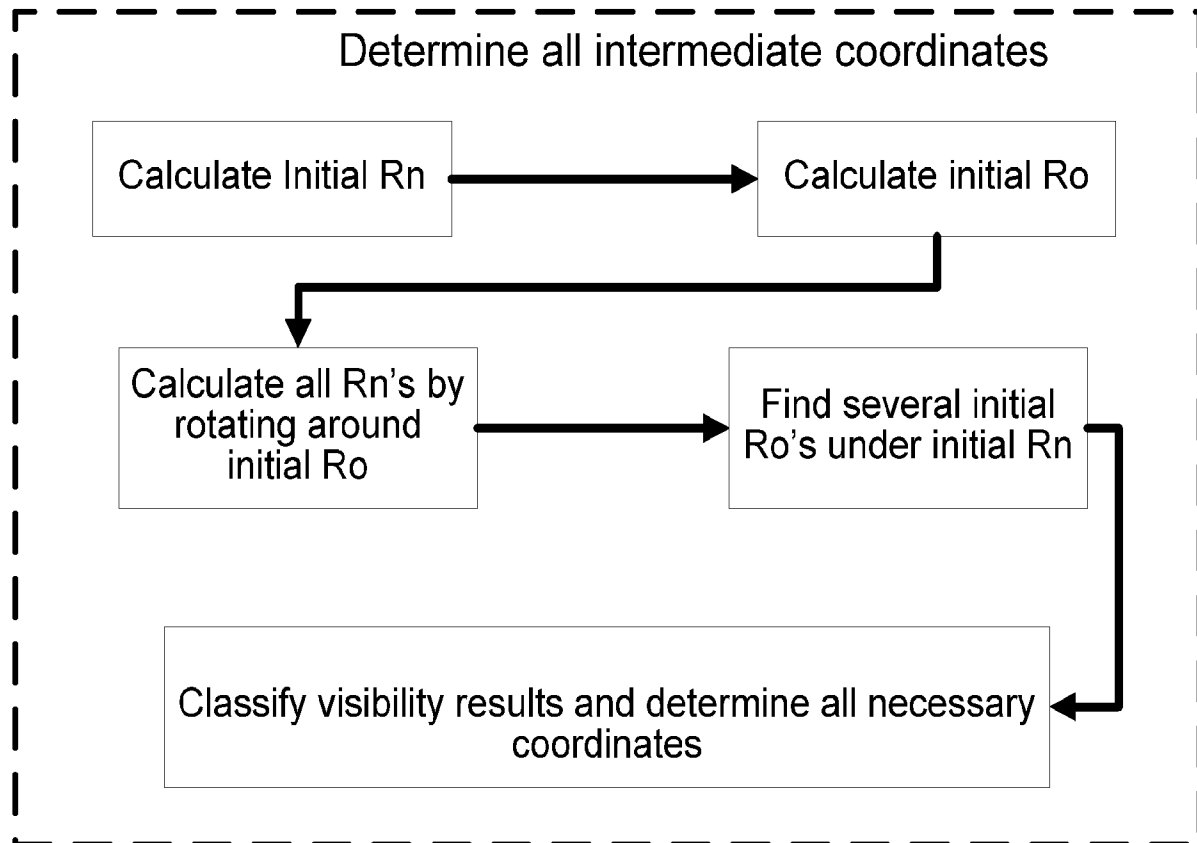 Determine all intermediate coordinates
Calculate Initial Rn
Calculate initial Ro
Calculate all Rn's by
rotating around
initial Ro
Find several initial
Ro's under initial Rn
Classify visibility results and determine all necessary
coordinates